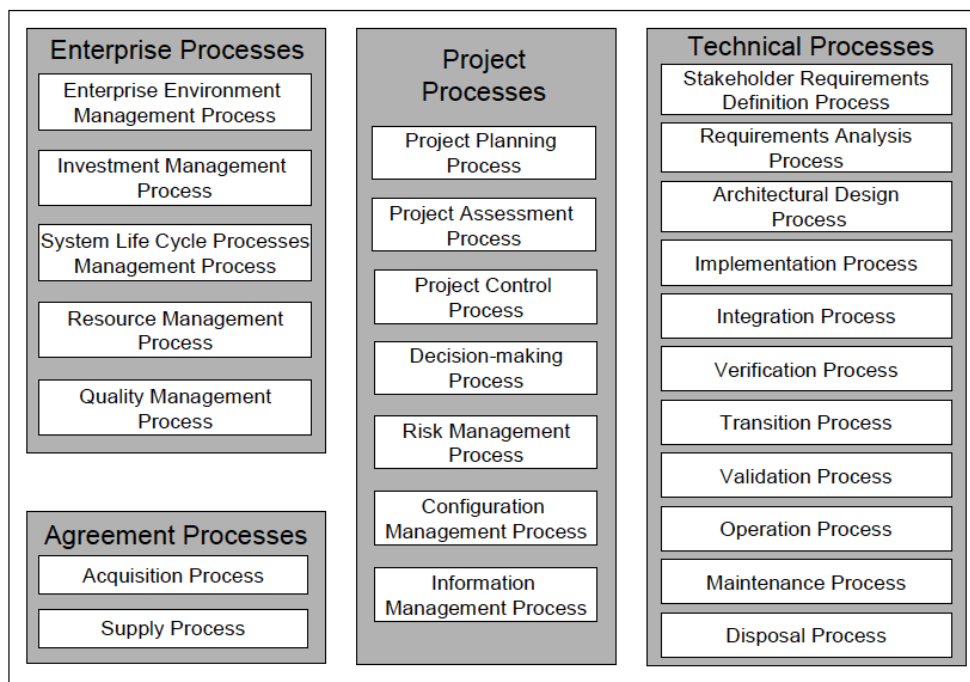 Enterprise Processes
Enterprise Environment
Management Process
Investment Management
Process
System Life Cycle Processes
Management Process
Resource Management
Process
Quality Management
Process
Agreement Processes
Acquisition Process
Supply Process
Project
Processes
Project Planning
Process
Project Assessment
Process
Project Control
Process
Decision-making
Process
Risk Management
Process
Configuration
Management Process
Information
Management Process
Technical Processes
Stakeholder Requirements
Definition Process
Requirements Analysis
Process
Architectural Design
Process
Implementation Process
Integration Process
Verification Process
Transition Process
Validation Process
Operation Process
Maintenance Process
Disposal Process